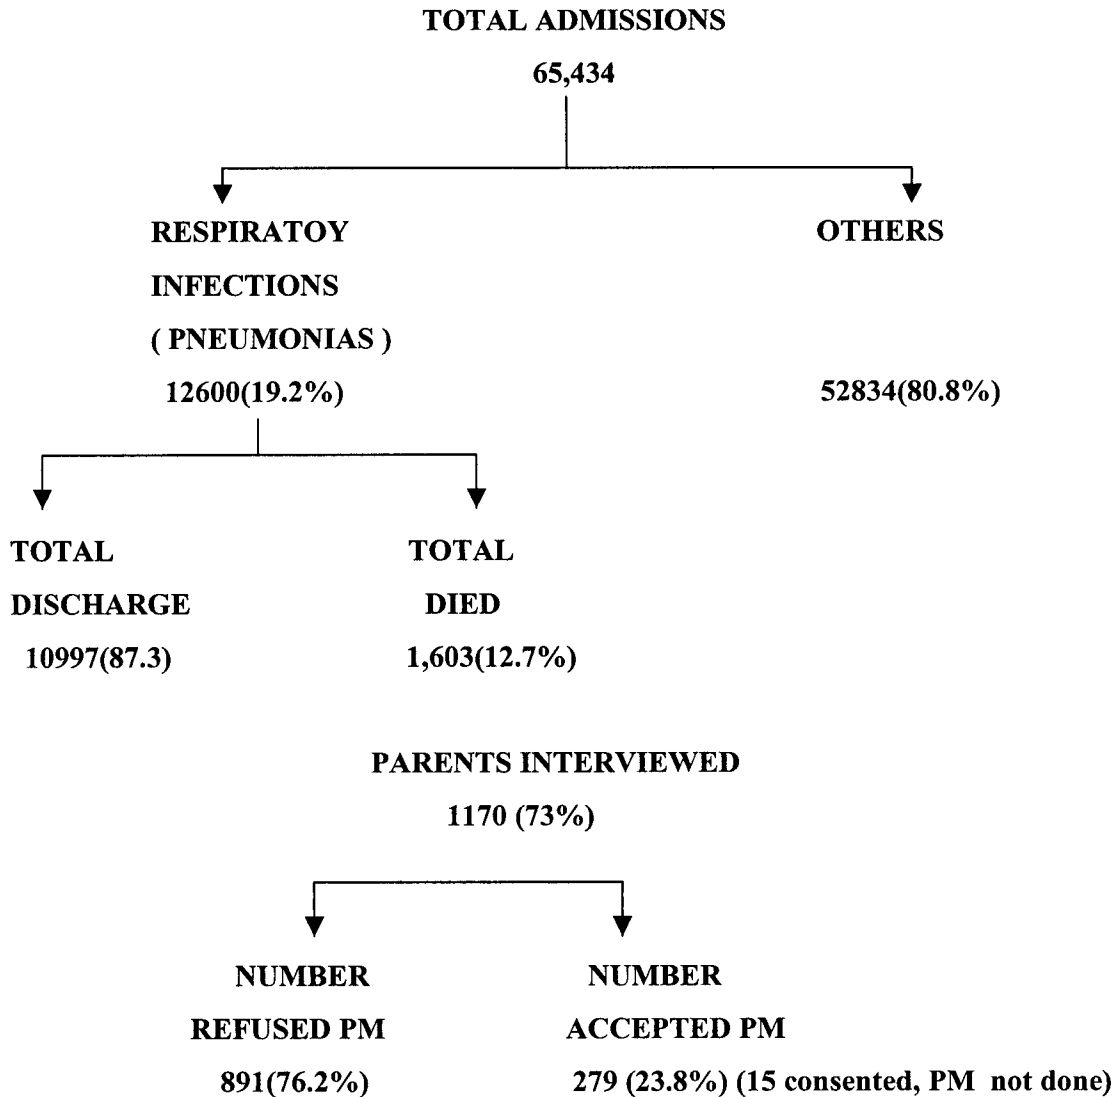 TOTAL ADMISSIONS
65,434
RESPIRATOY
INFECTIONS
( PNEUMONIAS )
12600(19.2%)
OTHERS
52834(80.8%)
TOTAL
DISCHARGE
10997(87.3)
TOTAL
DIED
1,603(12.7%)
PARENTS INTERVIEWED
1170 (73%)
NUMBER
REFUSED PM
891(76.2%)
NUMBER
ACCEPTED PM
279 (23.8%) (15 consented, PM not done)